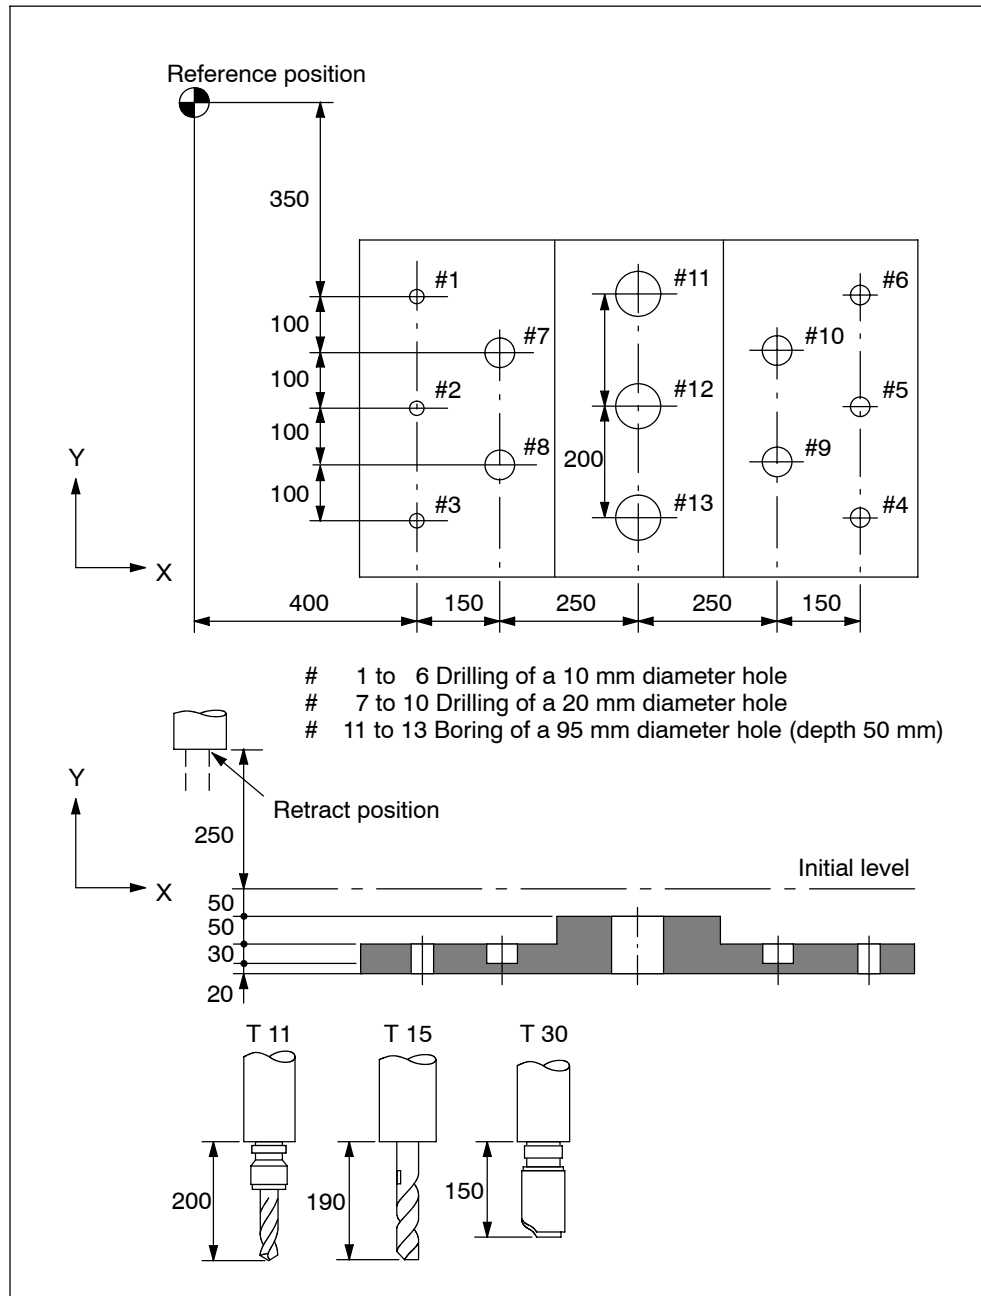 Reference position
350
#1
#11
#6
100
#7
#10
100
#2
#12
#5
100
#8
200
#9
Y
100
#3
#13
#4
X
400
150
250
250
150
# 1 to 6 Drilling of a 10 mm diameter hole
# 7 to 10 Drilling of a 20 mm diameter hole
# 11 to 13 Boring of a 95 mm diameter hole (depth 50 mm)
Y
Retract position
250
Initial level
X
50
50
30
20
T 11
T 15
T 30
200
190
150